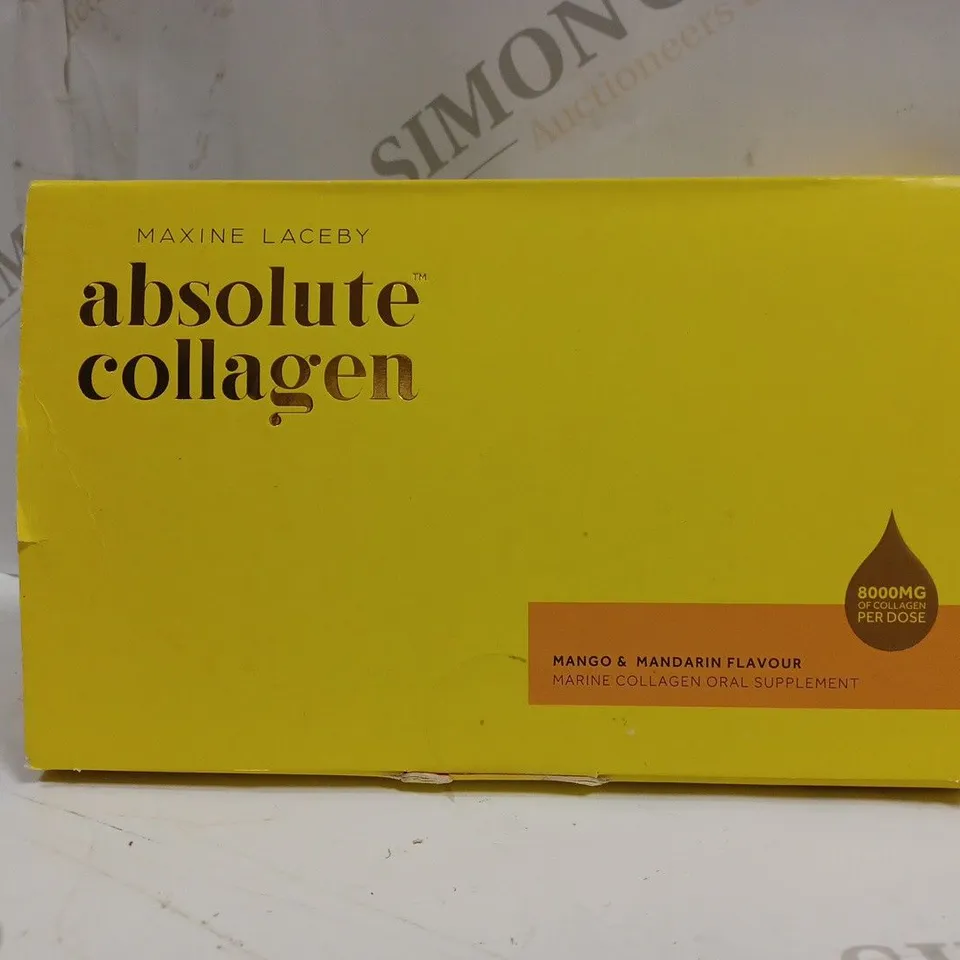 SIMON
Auctioneers
MAXINE LACEBY
absolute™
collagen
8000MG
OF COLLAGEN
PER DOSE
MANGO & MANDARIN FLAVOUR
MARINE COLLAGEN ORAL SUPPLEMENT